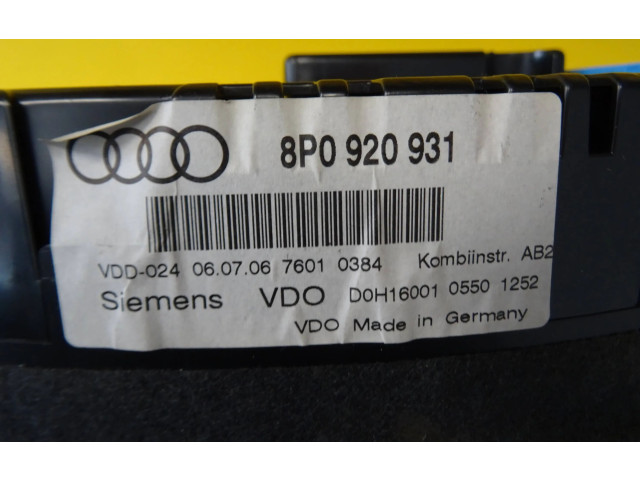 8P0 920 931
VDD-024 06.07.06 7601 0384 Kombiinstr. AB2
Siemens VDO D0H16001 0550 1252
VDO Made in Germany